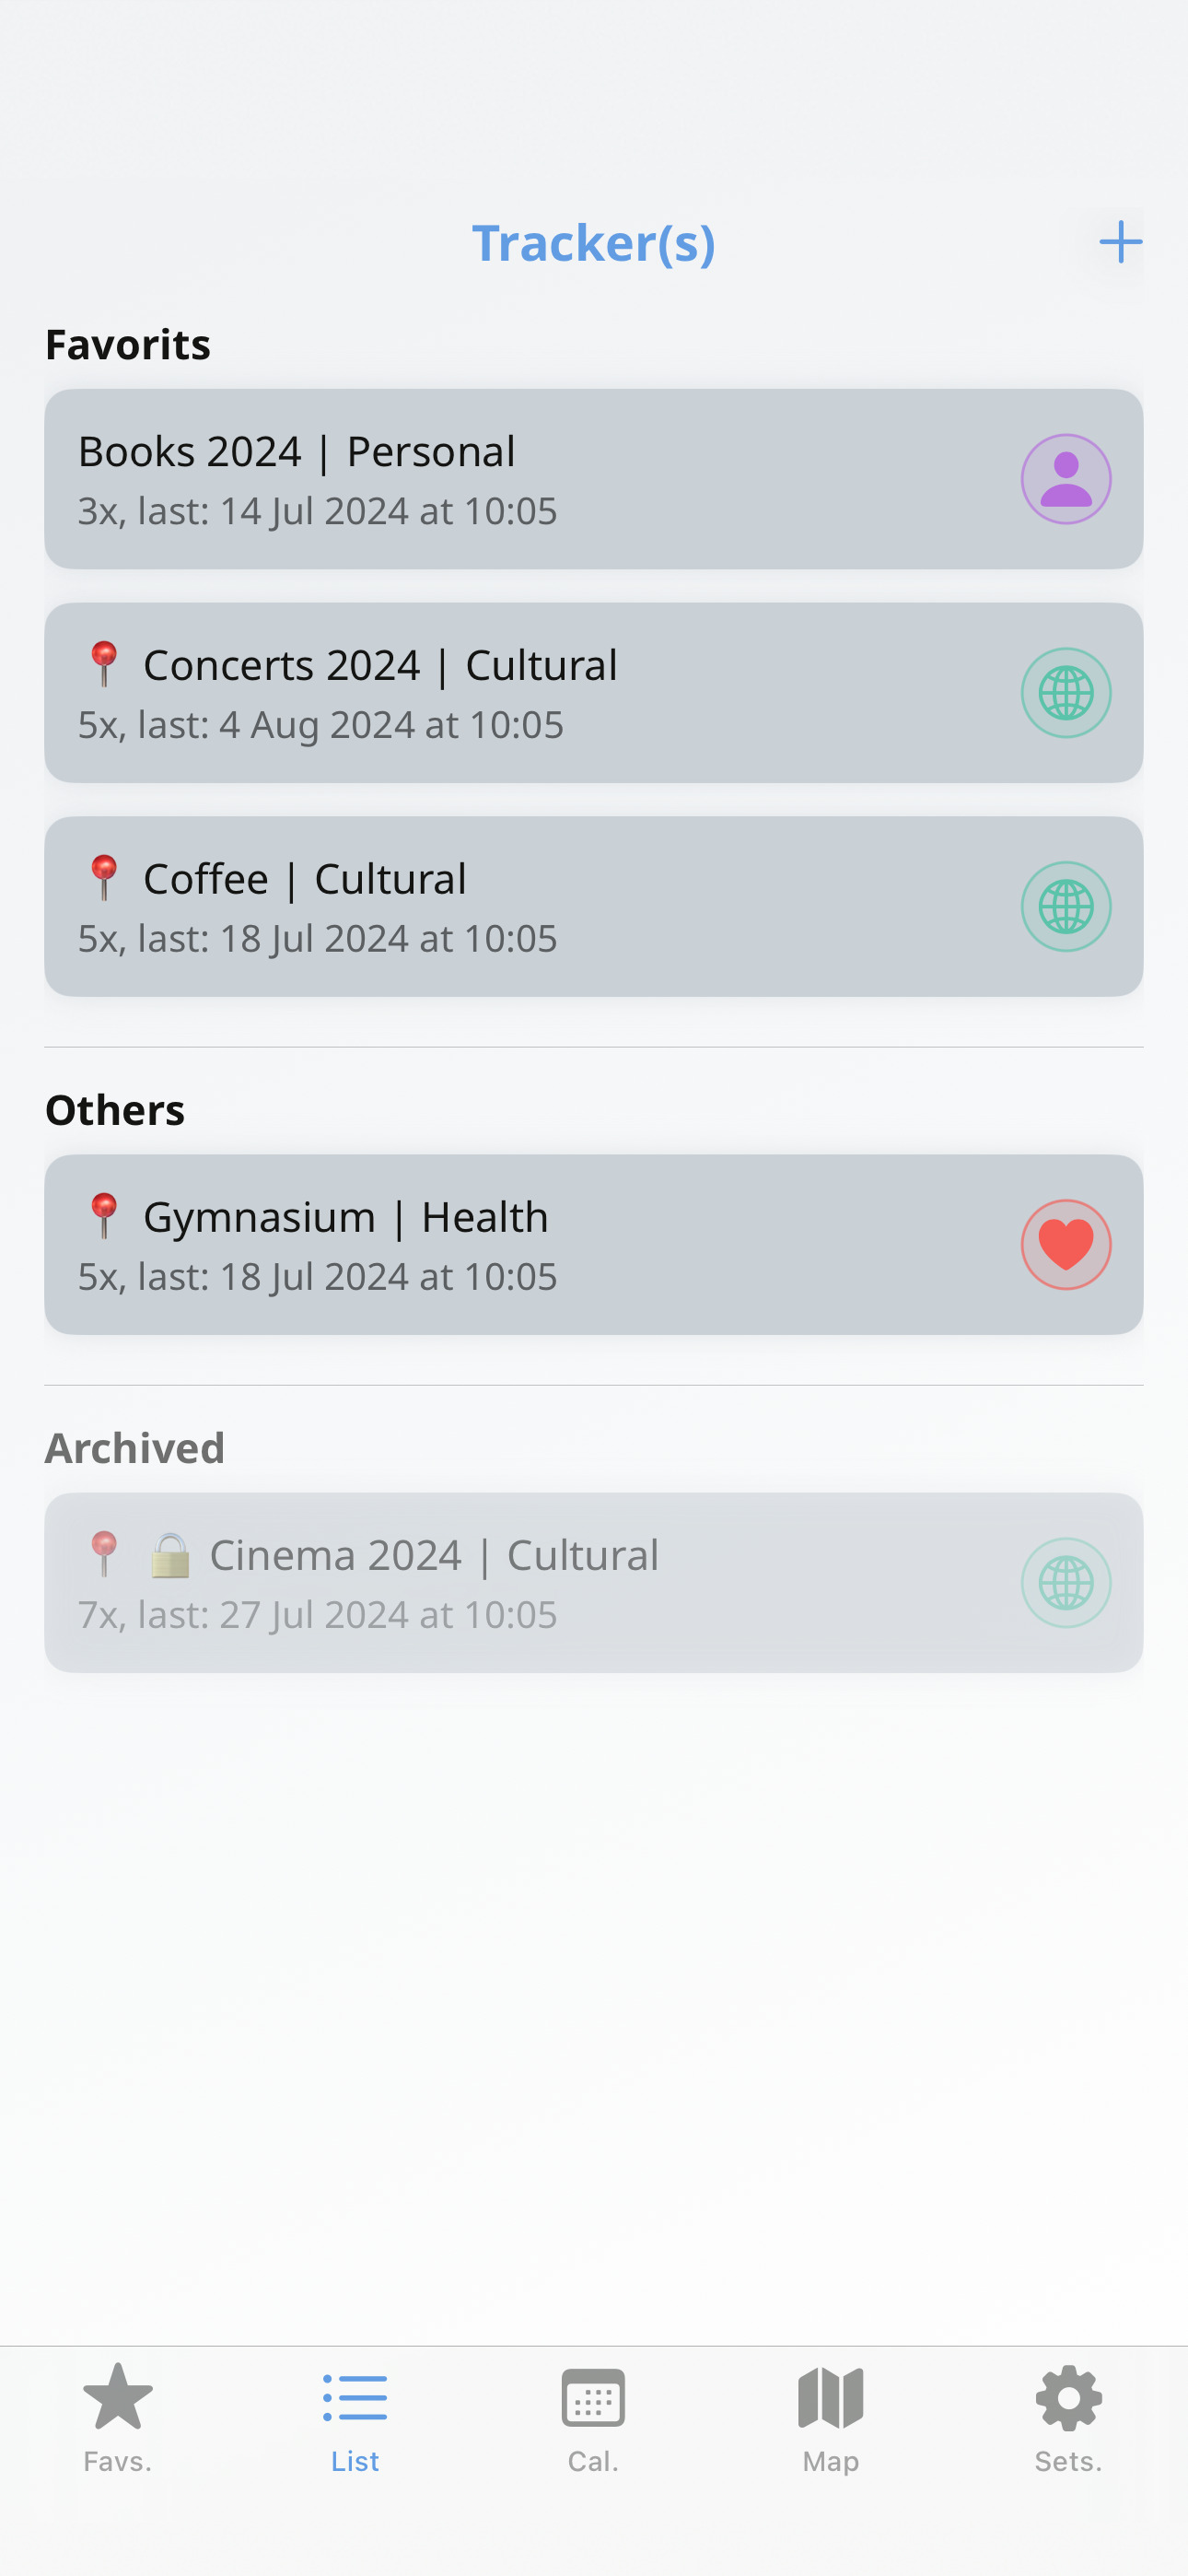 Tracker(s)
Favorits
Books 2024 | Personal
3x, last: 14 Jul 2024 at 10:05
📍 Concerts 2024 | Cultural
5x, last: 4 Aug 2024 at 10:05
📍 Coffee | Cultural
5x, last: 18 Jul 2024 at 10:05
Others
📍 Gymnasium | Health
5x, last: 18 Jul 2024 at 10:05
Archived
📍 🔒 Cinema 2024 | Cultural
7x, last: 27 Jul 2024 at 10:05
Favs.
List
Cal.
Map
Sets.